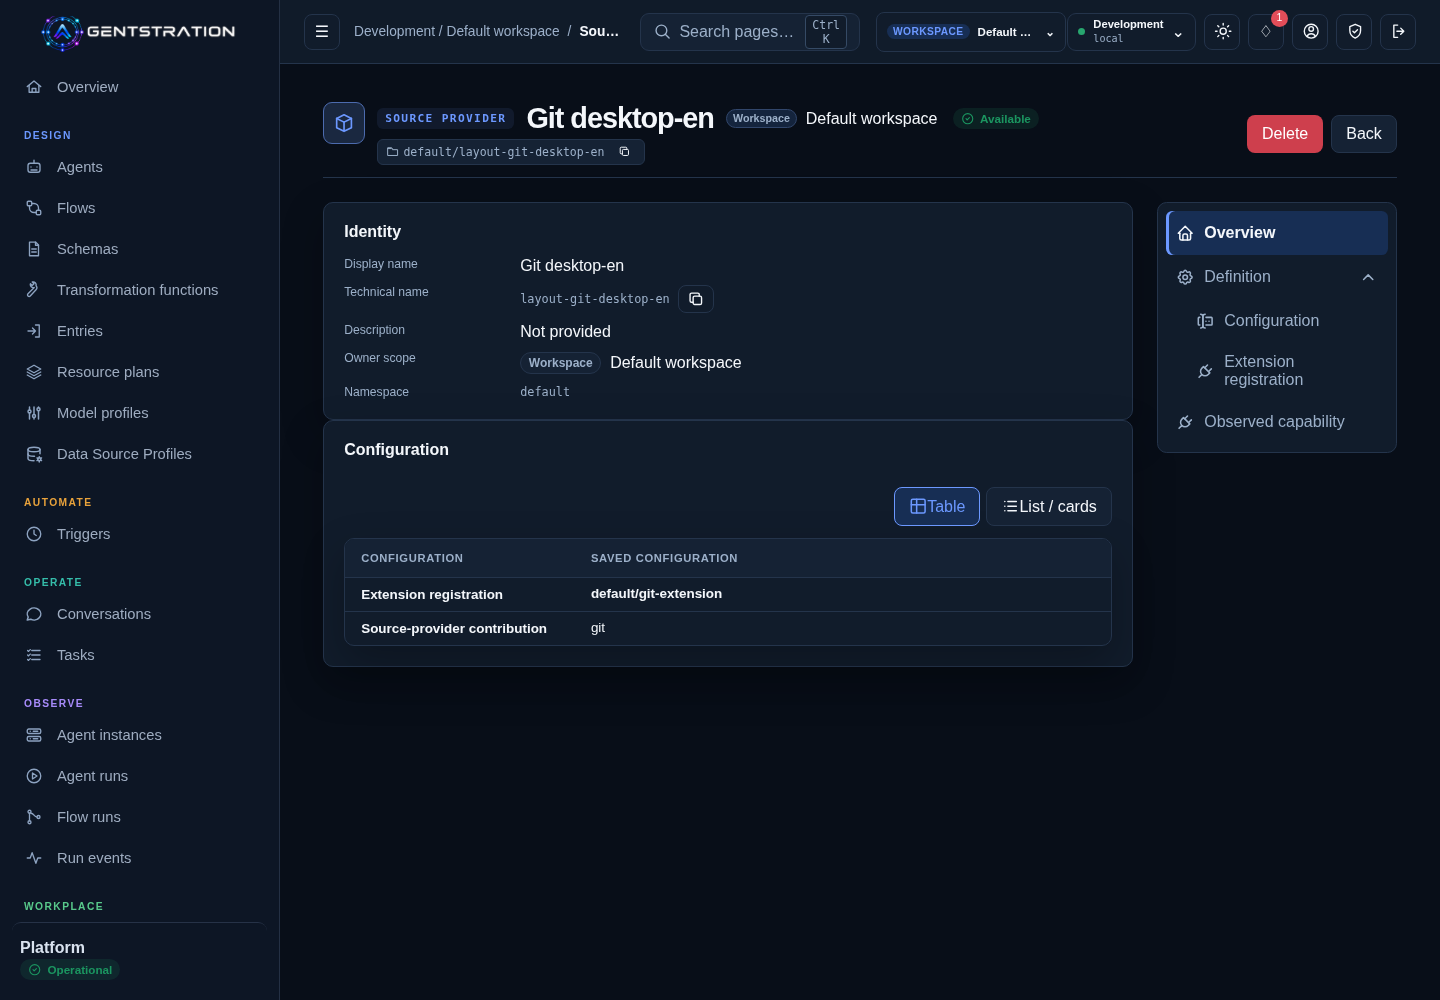 GENTSTRATION
Overview
DESIGN
Agents
Flows
Schemas
Transformation functions
Entries
Resource plans
Model profiles
Data Source Profiles
AUTOMATE
Triggers
OPERATE
Conversations
Tasks
OBSERVE
Agent instances
Agent runs
Flow runs
Run events
WORKPLACE
Platform
Operational
Development / Default workspace / Sou…
Search pages…
Ctrl
K
WORKSPACE Default …
Development
local
1
SOURCE PROVIDER Git desktop-en Workspace Default workspace Available
default/layout-git-desktop-en
Delete
Back
Identity
Display name Git desktop-en
Technical name layout-git-desktop-en
Description Not provided
Owner scope Workspace Default workspace
Namespace default
Configuration
Table List / cards
CONFIGURATION SAVED CONFIGURATION
Extension registration default/git-extension
Source-provider contribution git
Overview
Definition
Configuration
Extension
registration
Observed capability